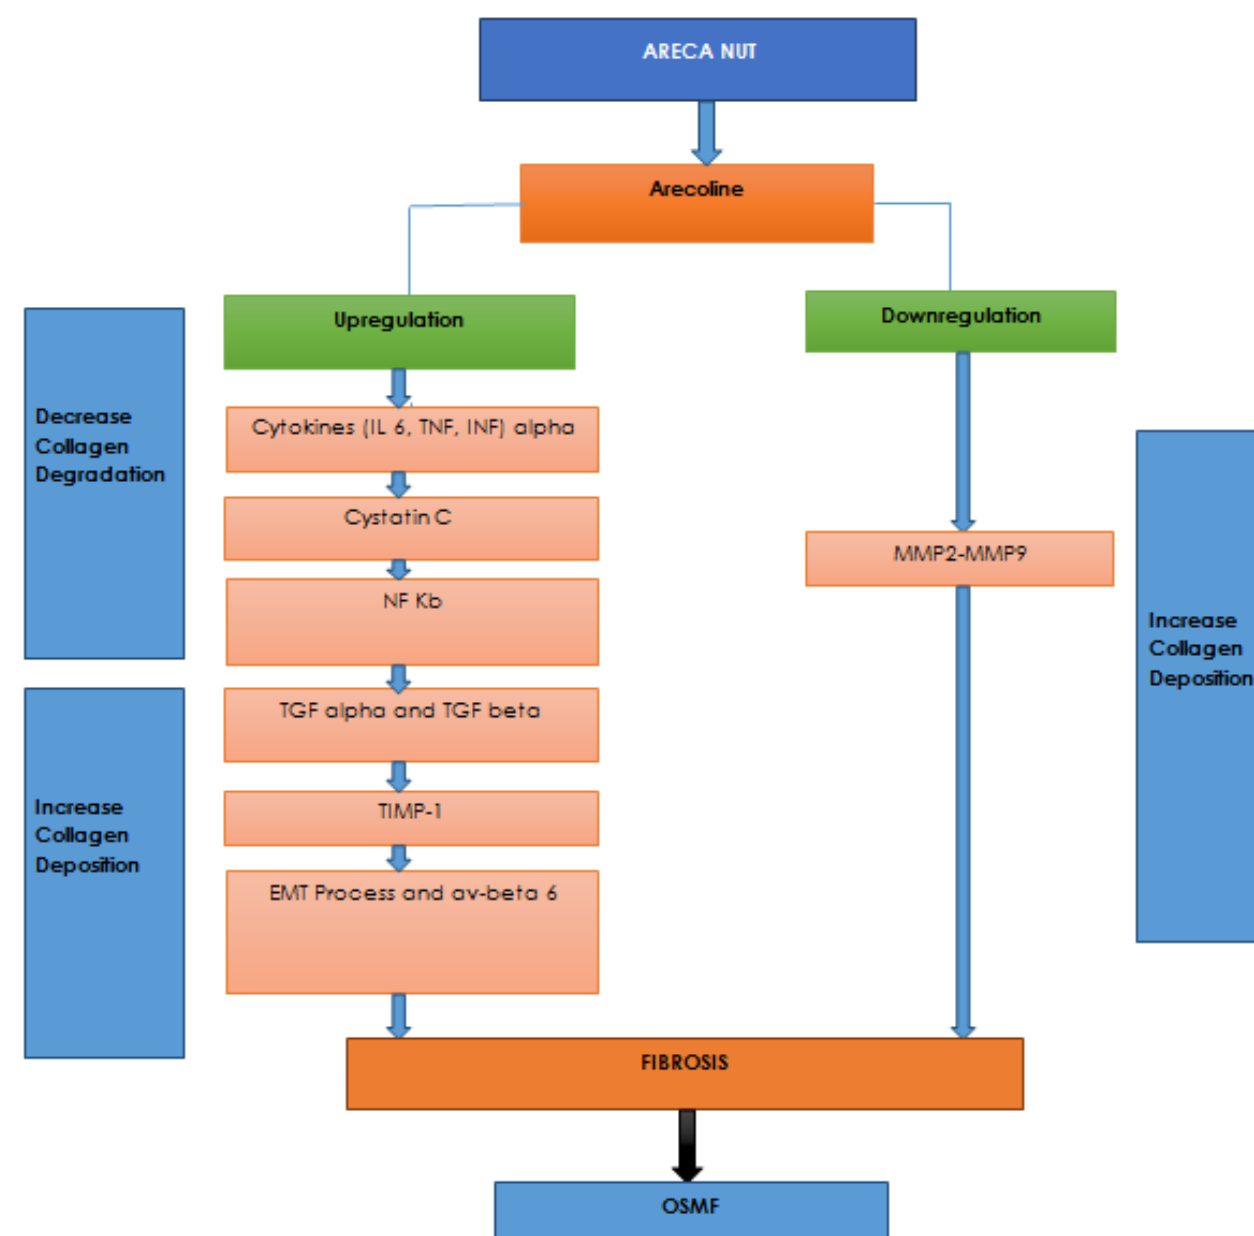 ARECA NUT
Arecoline
Upregulation
Downregulation
Decrease
Collagen
Degradation
Cytokines (IL 6, TNF, INF) alpha
Cystatin C
NF Kb
MMP2-MMP9
Increase
Collagen
Deposition
TGF alpha and TGF beta
TIMP-1
EMT Process and av-beta 6
Increase
Collagen
Deposition
FIBROSIS
OSMF